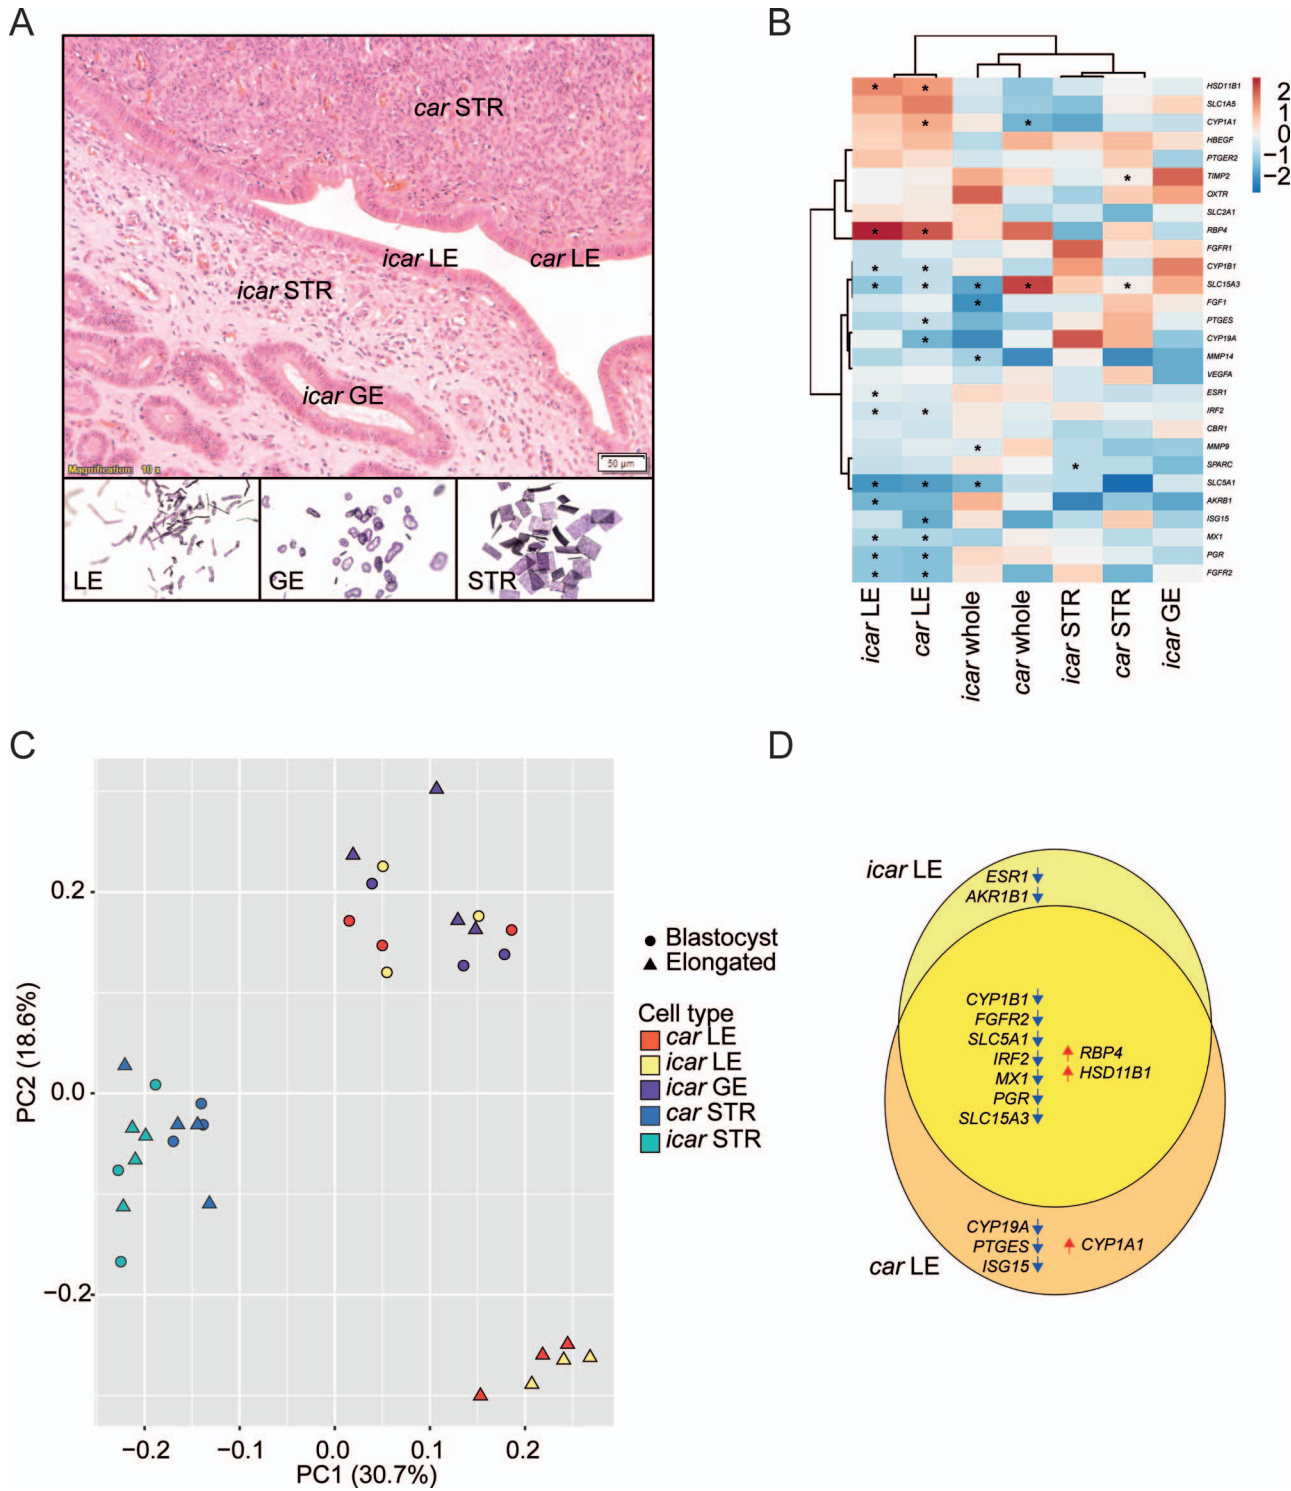 A
car STR
icar LE
car LE
icar STR
icar GE
Magnification: 10 x
50 µm
LE
GE
STR
B
HSD11B1
SLC1A5
CYP1A1
HBEGF
PTGER2
TIMP2
OXTR
SLC2A1
RBP4
FGFR1
CYP1B1
SLC15A3
FGF1
PTGES
CYP19A
MMP14
VEGFA
ESR1
IRF2
CBR1
MMP9
SPARC
SLC5A1
AKRB1
ISG15
MX1
PGR
FGFR2
2
1
0
−1
−2
icar LE
car LE
icar whole
car whole
icar STR
car STR
icar GE
C
PC2 (18.6%)
0.2
0.0
−0.2
−0.2
−0.1
0.0
0.1
0.2
PC1 (30.7%)
Blastocyst
Elongated
Cell type
car LE
icar LE
icar GE
car STR
icar STR
D
icar LE
ESR1
AKR1B1
CYP1B1
FGFR2
SLC5A1
IRF2
MX1
PGR
SLC15A3
RBP4
HSD11B1
CYP19A
PTGES
ISG15
CYP1A1
car LE